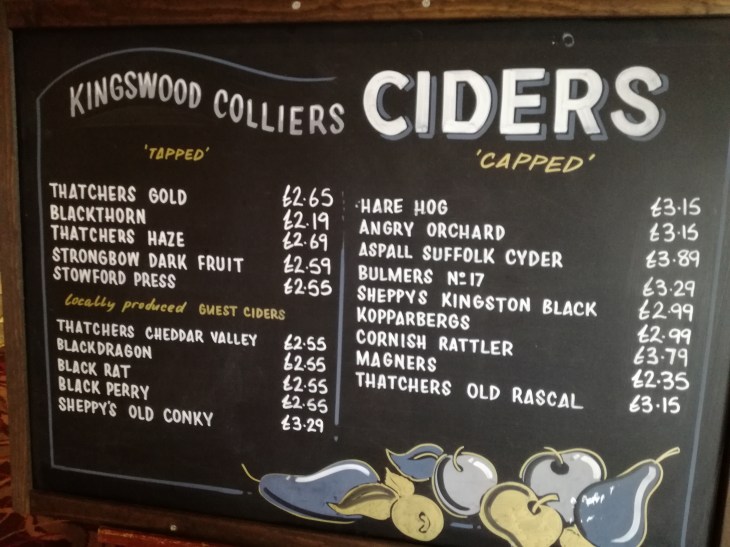 KINGSWOOD COLLIERS CIDERS
'TAPPED'
THATCHERS GOLD £2.65
BLACKTHORN £2.19
THATCHERS HAZE £2.69
STRONGBOW DARK FRUIT £2.59
STOWFORD PRESS £2.55
locally produced GUEST CIDERS
THATCHERS CHEDDAR VALLEY £2.55
BLACKDRAGON £2.55
BLACK RAT £2.55
BLACK PERRY £2.55
SHEPPY'S OLD CONKY £3.29
'CAPPED'
HARE HOG £3.15
ANGRY ORCHARD £3.15
ASPALL SUFFOLK CYDER £3.89
BULMERS Nº17 £3.29
SHEPPY'S KINGSTON BLACK £2.99
KOPPARBERGS £2.99
CORNISH RATTLER £3.79
MAGNERS £2.35
THATCHERS OLD RASCAL £3.15